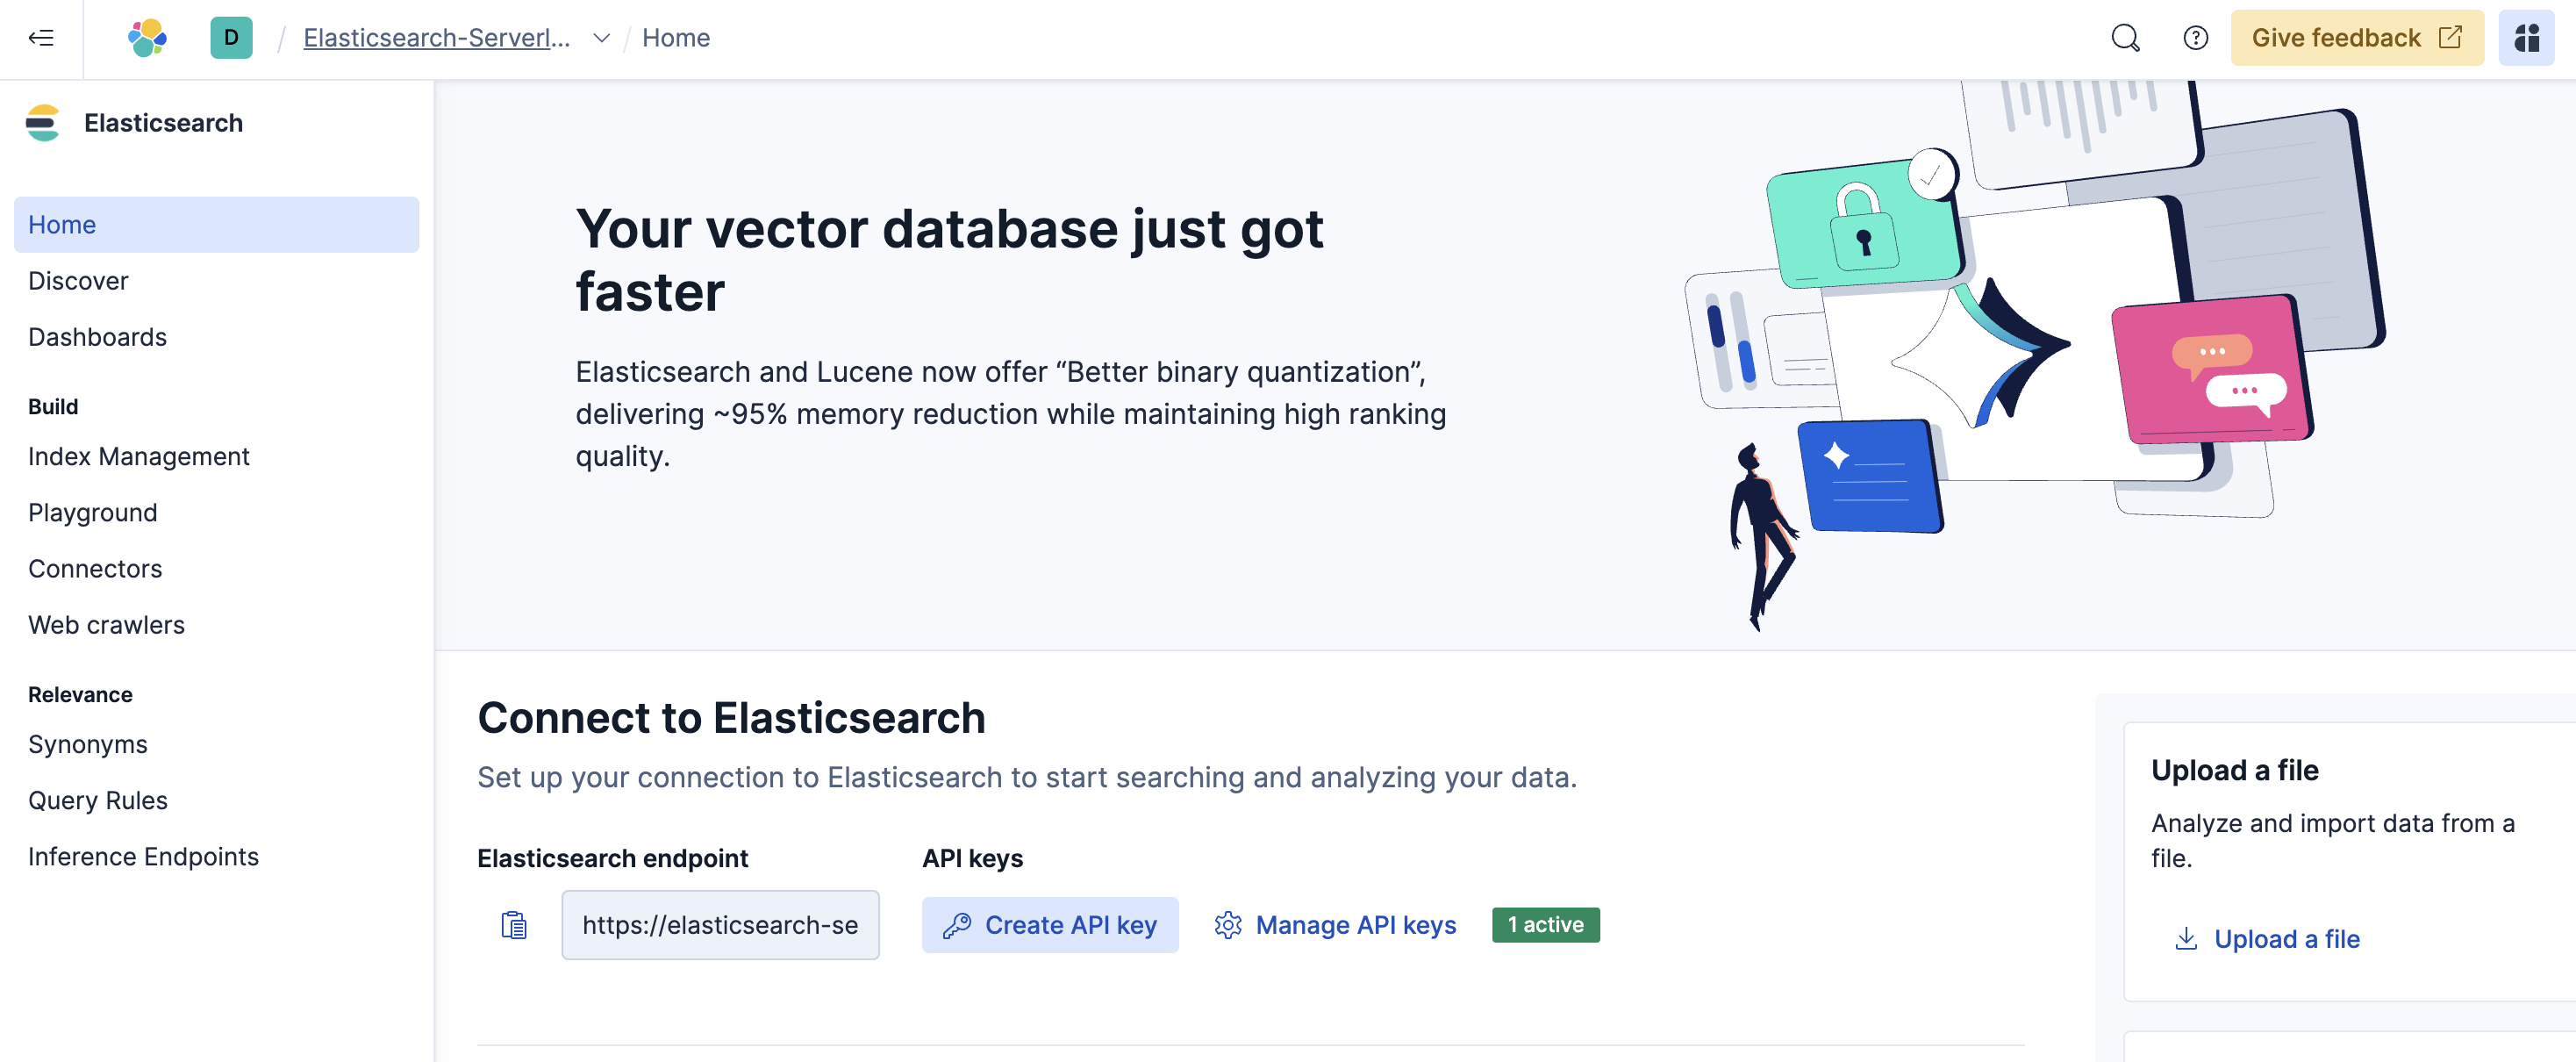 D / Elasticsearch-Serverl... / Home
Give feedback
Elasticsearch
Home
Discover
Dashboards
Build
Index Management
Playground
Connectors
Web crawlers
Relevance
Synonyms
Query Rules
Inference Endpoints
Your vector database just got
faster
Elasticsearch and Lucene now offer “Better binary quantization”,
delivering ~95% memory reduction while maintaining high ranking
quality.
Connect to Elasticsearch
Set up your connection to Elasticsearch to start searching and analyzing your data.
Elasticsearch endpoint
https://elasticsearch-se
API keys
Create API key
Manage API keys
1 active
Upload a file
Analyze and import data from a
file.
Upload a file